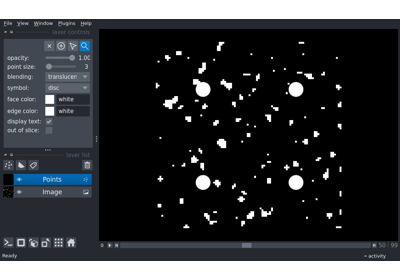 File View Window Plugins Help
layer controls
opacity: 1.00
point size: 3
blending: translucen
symbol: disc
face color: white
edge color: white
display text:
out of slice:
layer list
Points
Image
Ready
0
50 99
activity